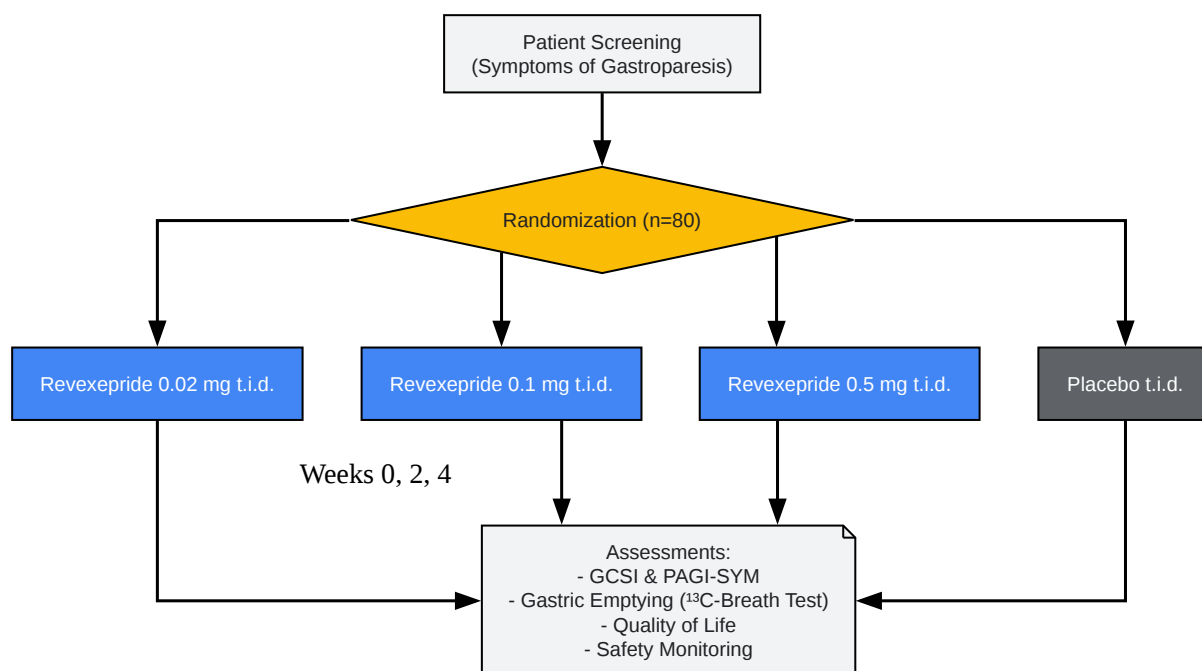 Patient Screening
(Symptoms of Gastroparesis)
Randomization (n=80)
Revexepride 0.02 mg t.i.d.
Revexepride 0.1 mg t.i.d.
Revexepride 0.5 mg t.i.d.
Placebo t.i.d.
Weeks 0, 2, 4
Assessments:
- GCSI & PAGI-SYM
- Gastric Emptying (¹³C-Breath Test)
- Quality of Life
- Safety Monitoring